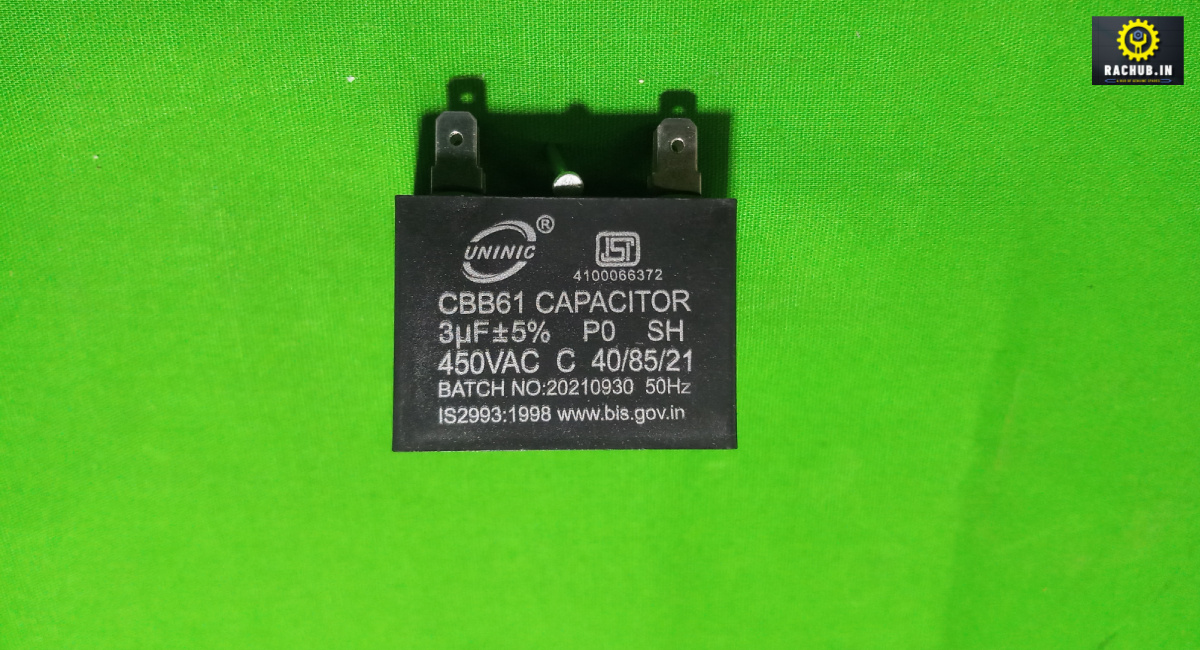 RACHUB.IN
UNINIC ®
ISI
4100066372
CBB61 CAPACITOR
3µF±5% P0 SH
450VAC C 40/85/21
BATCH NO:20210930 50Hz
IS2993:1998 www.bis.gov.in